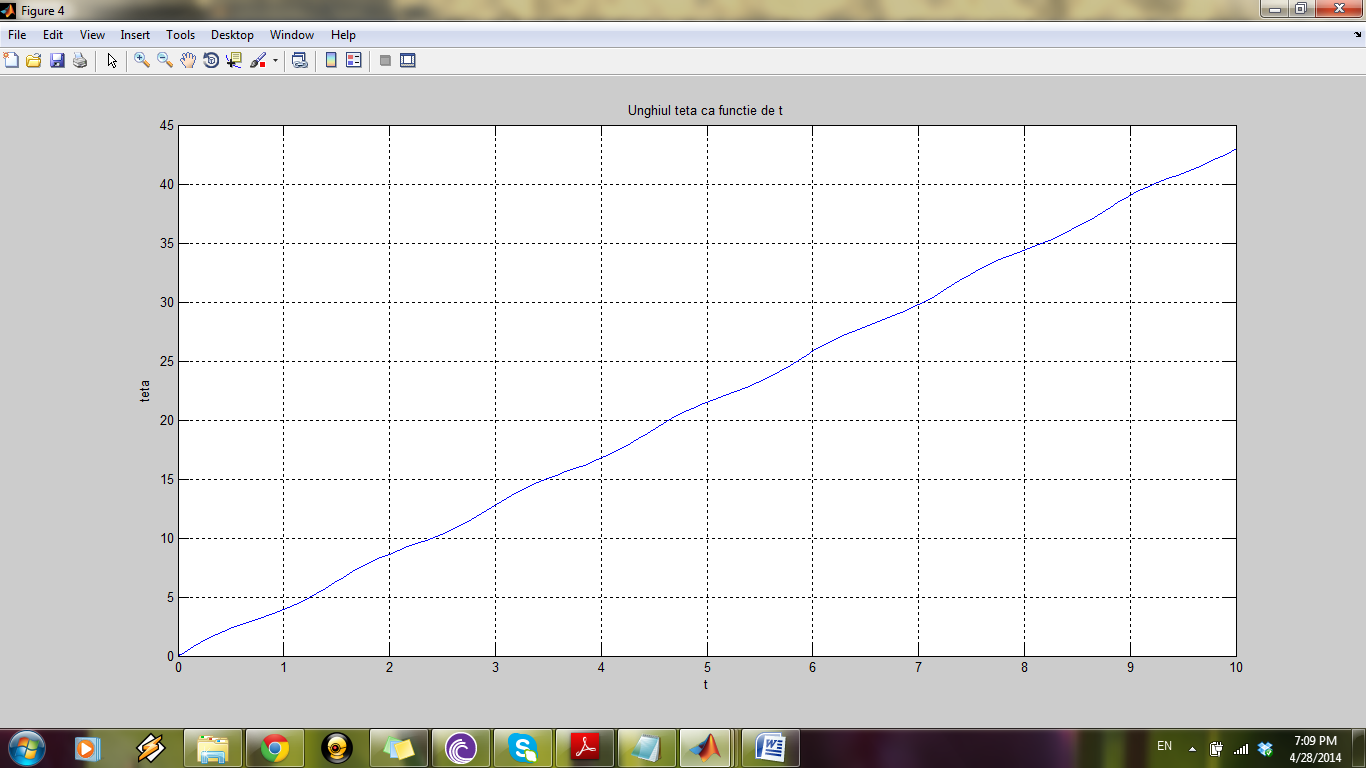 Figure 4
File Edit View Insert Tools Desktop Window Help
Unghiul teta ca functie de t
45
40
35
30
25
teta
20
15
10
5
0
0 1 2 3 4 5 6 7 8 9 10
t
EN
7:09 PM
4/28/2014